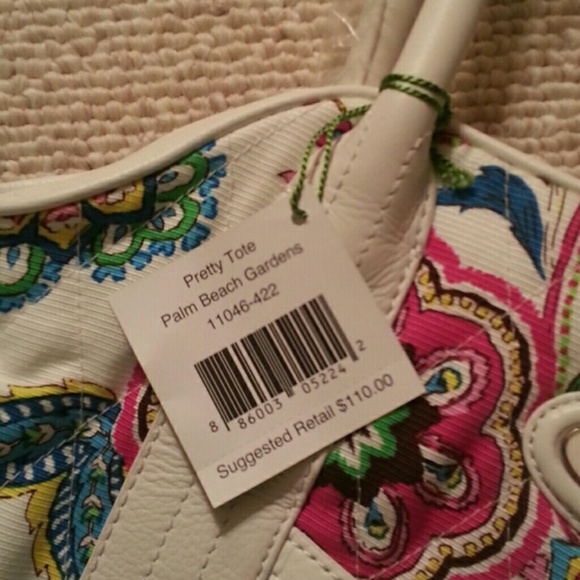 Pretty Tote
Palm Beach Gardens
11046-422
8 86003 05224 2
Suggested Retail $110.00